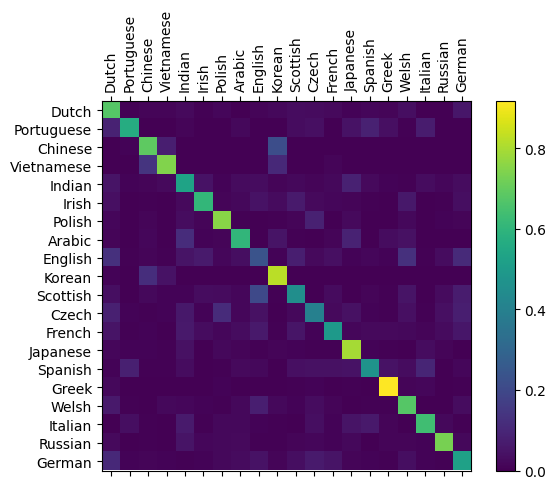 Dutch
Portuguese
Chinese
Vietnamese
Indian
Irish
Polish
Arabic
English
Korean
Scottish
Czech
French
Japanese
Spanish
Greek
Welsh
Italian
Russian
German
Dutch
Portuguese
Chinese
Vietnamese
Indian
Irish
Polish
Arabic
English
Korean
Scottish
Czech
French
Japanese
Spanish
Greek
Welsh
Italian
Russian
German
0.8
0.6
0.4
0.2
0.0